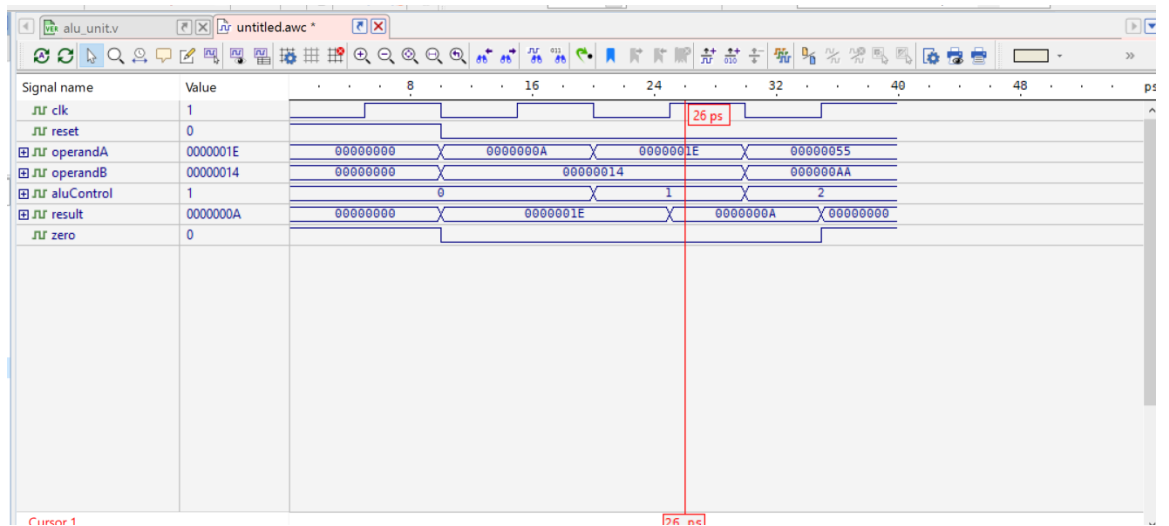 alu_unit.v untitled.awc *
Signal name Value 8 16 24 32 40 48 ps
clk 1 26 ps
reset 0
operandA 0000001E 00000000 0000000A 0000001E 00000055
operandB 00000014 00000000 00000014 000000AA
aluControl 1 0 1 2
result 0000000A 00000000 0000001E 0000000A 00000000
zero 0
Cursor 1 26 ps